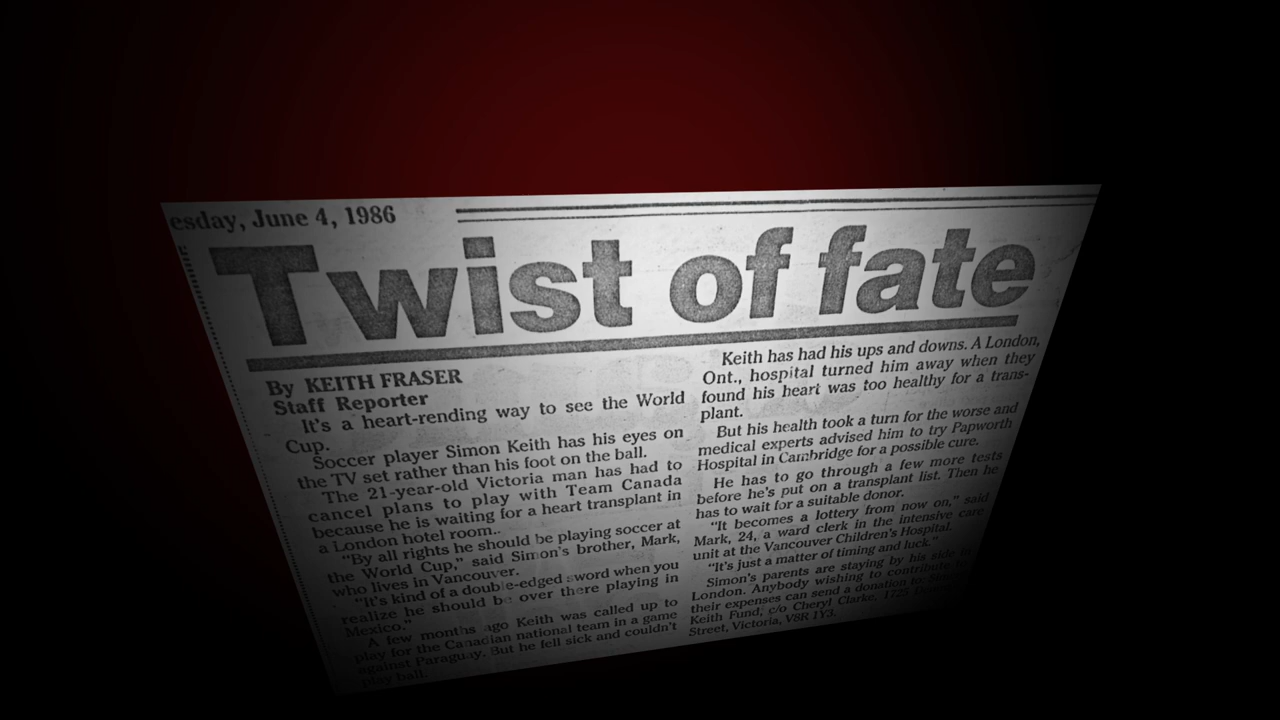 esday, June 4, 1986
Twist of fate
By KEITH FRASER
Staff Reporter
It's a heart-rending way to see the World
Cup.
Soccer player Simon Keith has his eyes on
the TV set rather than his foot on the ball.
The 21-year-old Victoria man has had to
cancel plans to play with Team Canada
because he is waiting for a heart transplant in
a London hotel room..
"By all rights he should be playing soccer at
the World Cup," said Simon's brother, Mark,
who lives in Vancouver.
"It's kind of a double-edged sword when you
realize he should be over there playing in
Mexico."
A few months ago Keith was called up to
play for the Canadian national team in a game
against Paraguay. But he fell sick and couldn't
play ball.
Keith has had his ups and downs. A London,
Ont., hospital turned him away when they
found his heart was too healthy for a trans-
plant.
But his health took a turn for the worse and
medical experts advised him to try Papworth
Hospital in Cambridge for a possible cure.
He has to go through a few more tests
before he's put on a transplant list. Then he
has to wait for a suitable donor.
"It becomes a lottery from now on," said
Mark, 24, a ward clerk in the intensive care
unit at the Vancouver Children's Hospital.
"It's just a matter of timing and luck."
Simon's parents are staying by his side in
London. Anybody wishing to contribute to
their expenses can send a donation to
Keith Fund, c/o Cheryl Clarke, 1725
Street, Victoria, V8R 1Y3.